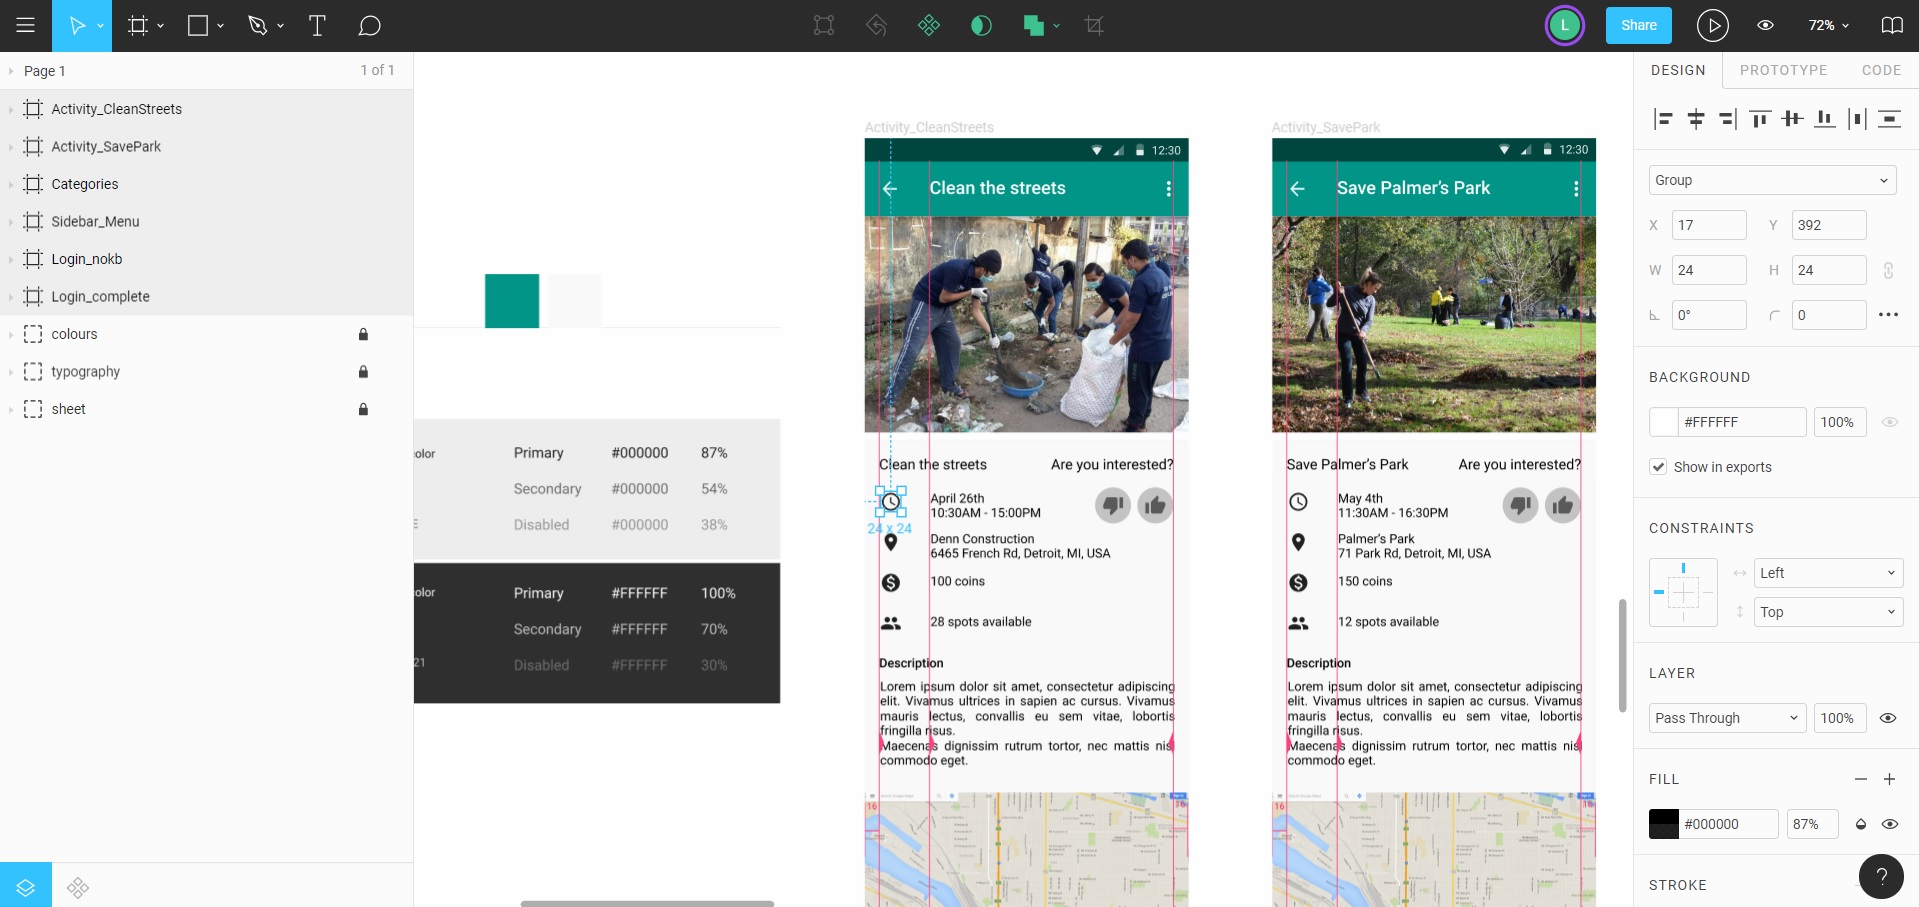 L
Share
72%
Page 1
1 of 1
Activity_CleanStreets
Activity_SavePark
Categories
Sidebar_Menu
Login_nokb
Login_complete
colours
typography
sheet
olor
Primary #000000 87%
Secondary #000000 54%
E
Disabled #000000 38%
olor
Primary #FFFFFF 100%
Secondary #FFFFFF 70%
21
Disabled #FFFFFF 30%
Activity_CleanStreets
12:30
Clean the streets
Clean the streets Are you interested?
April 26th
10:30AM - 15:00PM
24 x 24
Denn Construction
6465 French Rd, Detroit, MI, USA
100 coins
28 spots available
Description
Lorem ipsum dolor sit amet, consectetur adipiscing
elit. Vivamus ultrices in sapien ac cursus. Vivamus
mauris lectus, convallis eu sem vitae, lobortis
fringilla risus.
Maecenas dignissim rutrum tortor, nec mattis nisl
commodo eget.
16 16
Activity_SavePark
12:30
Save Palmer’s Park
Save Palmer’s Park Are you interested?
May 4th
11:30AM - 16:30PM
Palmer’s Park
71 Park Rd, Detroit, MI, USA
150 coins
12 spots available
Description
Lorem ipsum dolor sit amet, consectetur adipiscing
elit. Vivamus ultrices in sapien ac cursus. Vivamus
mauris lectus, convallis eu sem vitae, lobortis
fringilla risus.
Maecenas dignissim rutrum tortor, nec mattis nisl
commodo eget.
16 16
DESIGN PROTOTYPE CODE
Group
X 17 Y 392
W 24 H 24
0° 0
BACKGROUND
#FFFFFF 100%
Show in exports
CONSTRAINTS
Left
Top
LAYER
Pass Through 100%
FILL
#000000 87%
STROKE
?